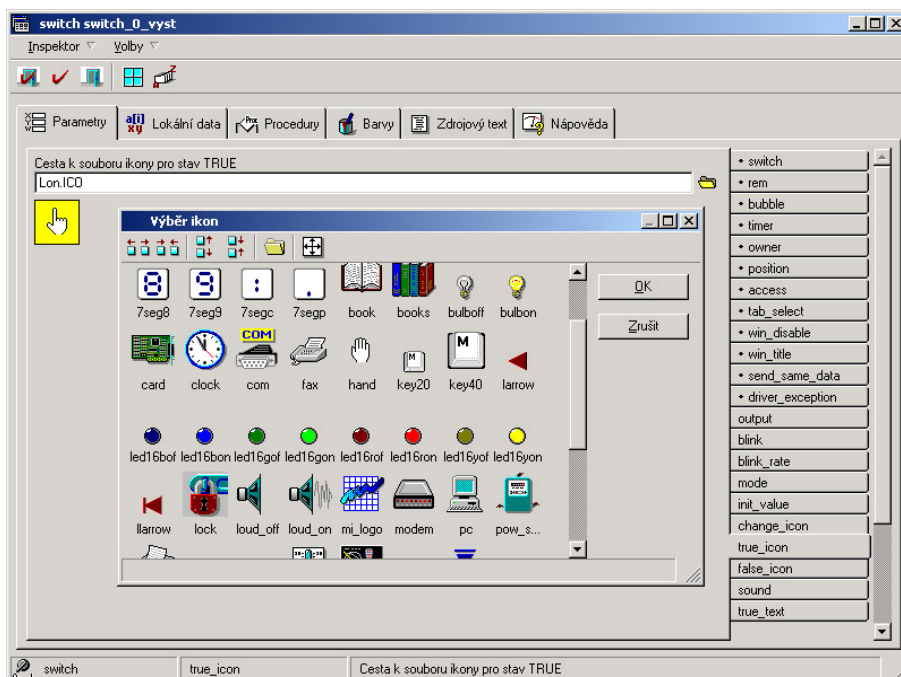 switch switch_0_vyst
Inspektor Volby
Parametry Lokální data Procedury Barvy Zdrojový text Nápověda
Cesta k souboru ikony pro stav TRUE
Lon.ICO
Výběr ikon
7seg8 7seg9 7segc 7segp book books bulboff bulbon
COM
M M
card clock com fax hand key20 key40 larrow
led16bof led16bon led16gof led16gon led16rof led16ron led16yof led16yon
llarrow lock loud_off loud_on mi_logo modem pc pow_s...
OK
Zrušit
• switch
• rem
• bubble
• timer
• owner
• position
• access
• tab_select
• win_disable
• win_title
• send_same_data
• driver_exception
output
blink
blink_rate
mode
init_value
change_icon
true_icon
false_icon
sound
true_text
switch true_icon Cesta k souboru ikony pro stav TRUE